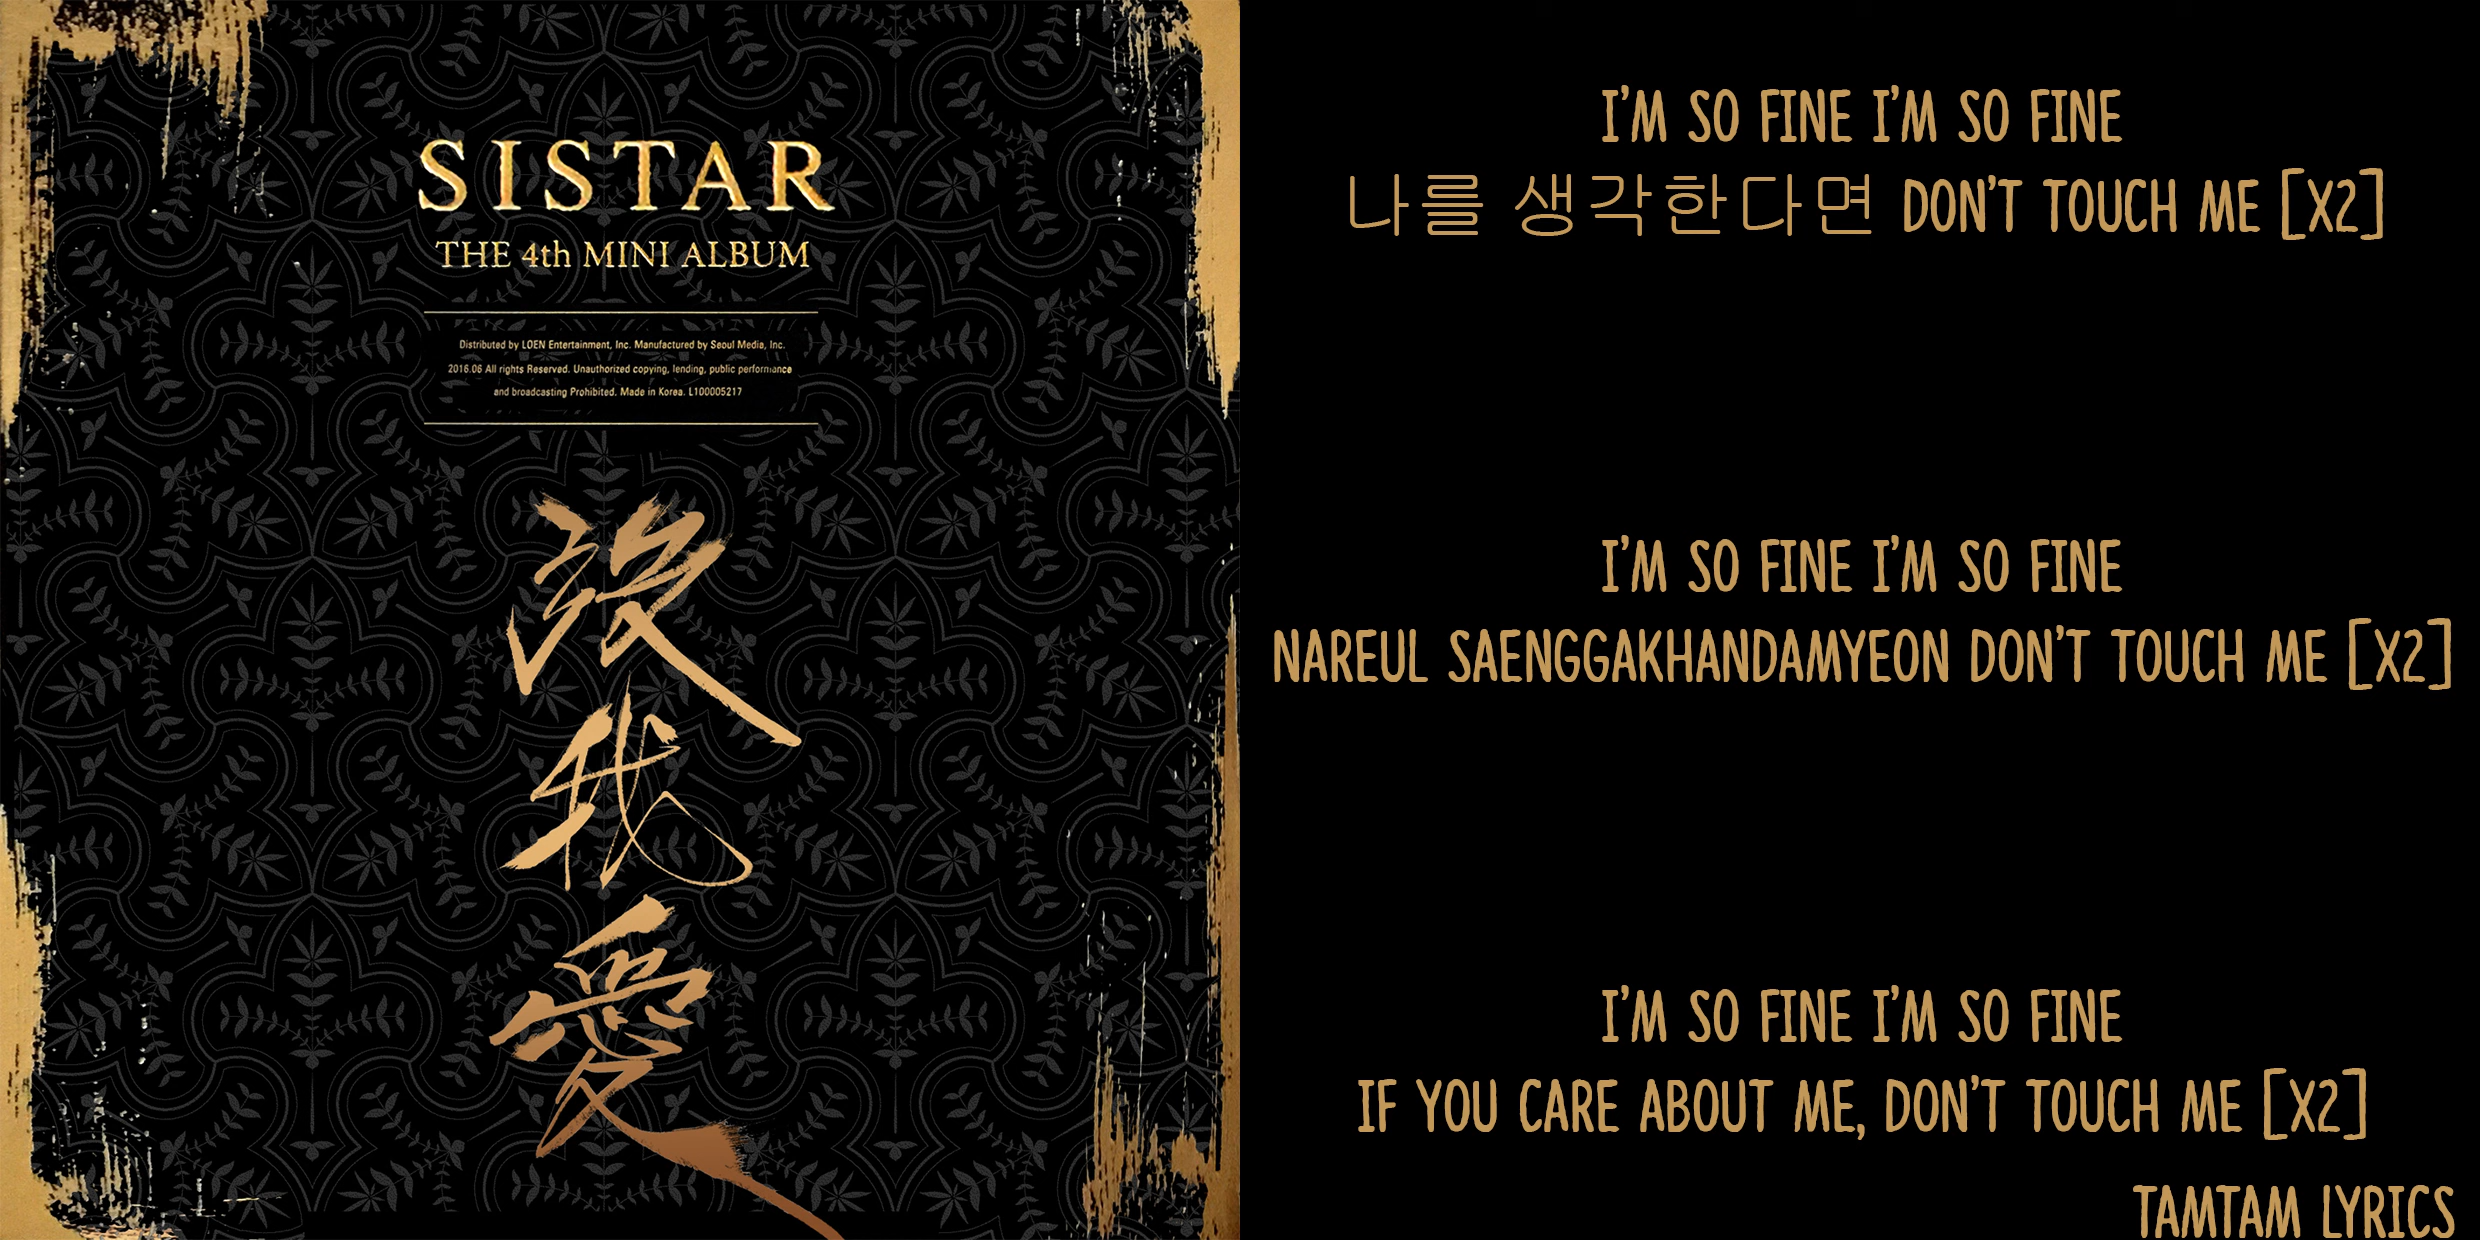 SISTAR
THE 4th MINI ALBUM
Distributed by LOEN Entertainment, Inc. Manufactured by Seoul Media, Inc.
2016.06 All rights Reserved. Unauthorized copying, lending, public performance
and broadcasting Prohibited. Made in Korea. L100005217
沒
我
愛
I'M SO FINE I'M SO FINE
나를 생각한다면 DON'T TOUCH ME [X2]
I'M SO FINE I'M SO FINE
NAREUL SAENGGAKHANDAMYEON DON'T TOUCH ME [X2]
I'M SO FINE I'M SO FINE
IF YOU CARE ABOUT ME, DON'T TOUCH ME [X2]
TAMTAM LYRICS